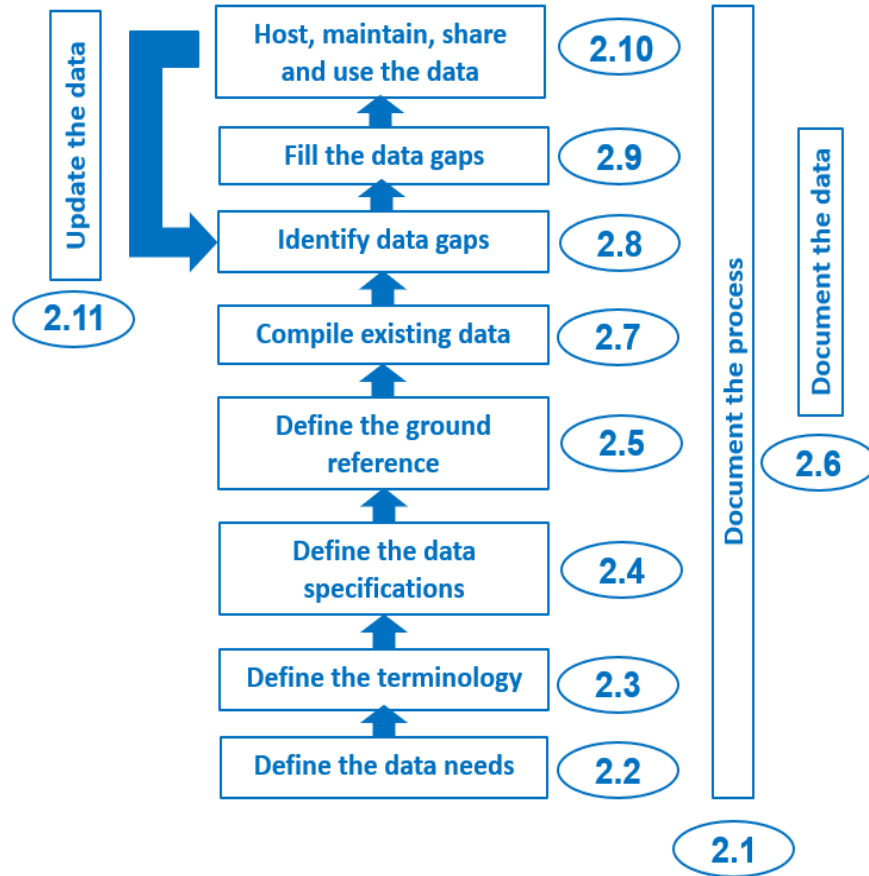 Update the data
2.11
Host, maintain, share
and use the data
2.10
Fill the data gaps
2.9
Identify data gaps
2.8
Compile existing data
2.7
Define the ground
reference
2.5
Define the data
specifications
2.4
Define the terminology
2.3
Define the data needs
2.2
Document the process
2.1
Document the data
2.6